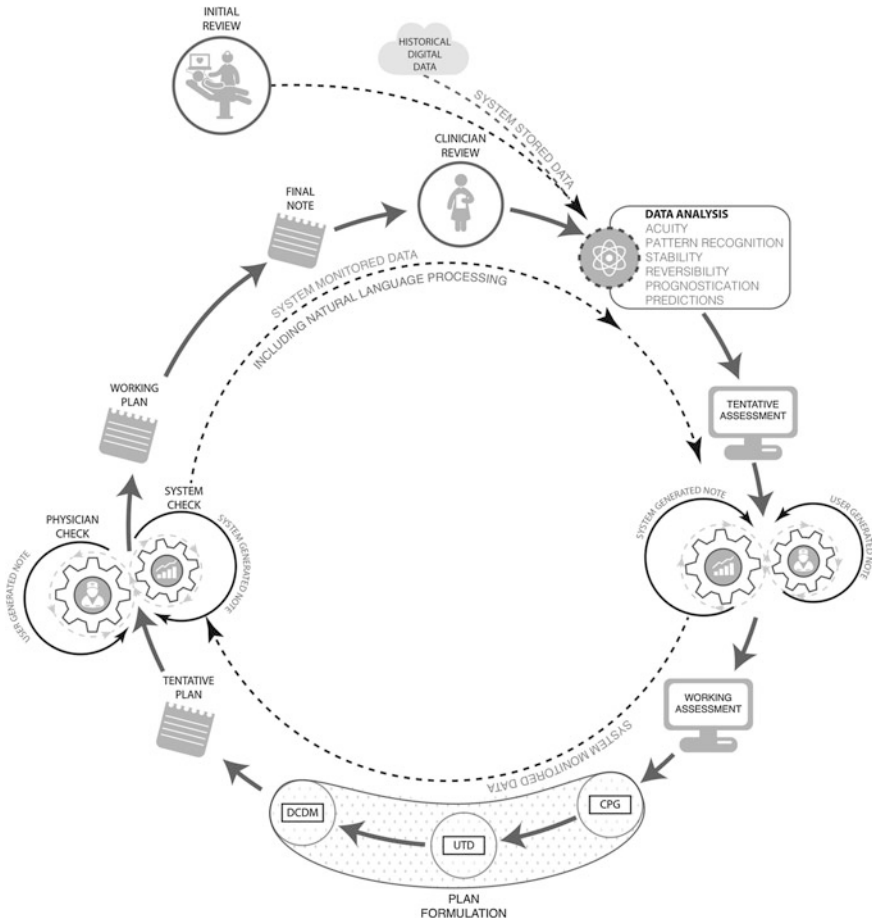 INITIAL
REVIEW
HISTORICAL
DIGITAL
DATA
SYSTEM STORED DATA
CLINICIAN
REVIEW
FINAL
NOTE
DATA ANALYSIS
ACUITY
PATTERN RECOGNITION
STABILITY
REVERSIBILITY
PROGNOSTICATION
PREDICTIONS
SYSTEM MONITORED DATA
INCLUDING NATURAL LANGUAGE PROCESSING
WORKING
PLAN
TENTATIVE
ASSESSMENT
SYSTEM
CHECK
PHYSICIAN
CHECK
USER GENERATED NOTE
SYSTEM GENERATED NOTE
SYSTEM GENERATED NOTE
USER GENERATED NOTE
TENTATIVE
PLAN
WORKING
ASSESSMENT
SYSTEM MONITORED DATA
DCDM
UTD
CPG
PLAN
FORMULATION